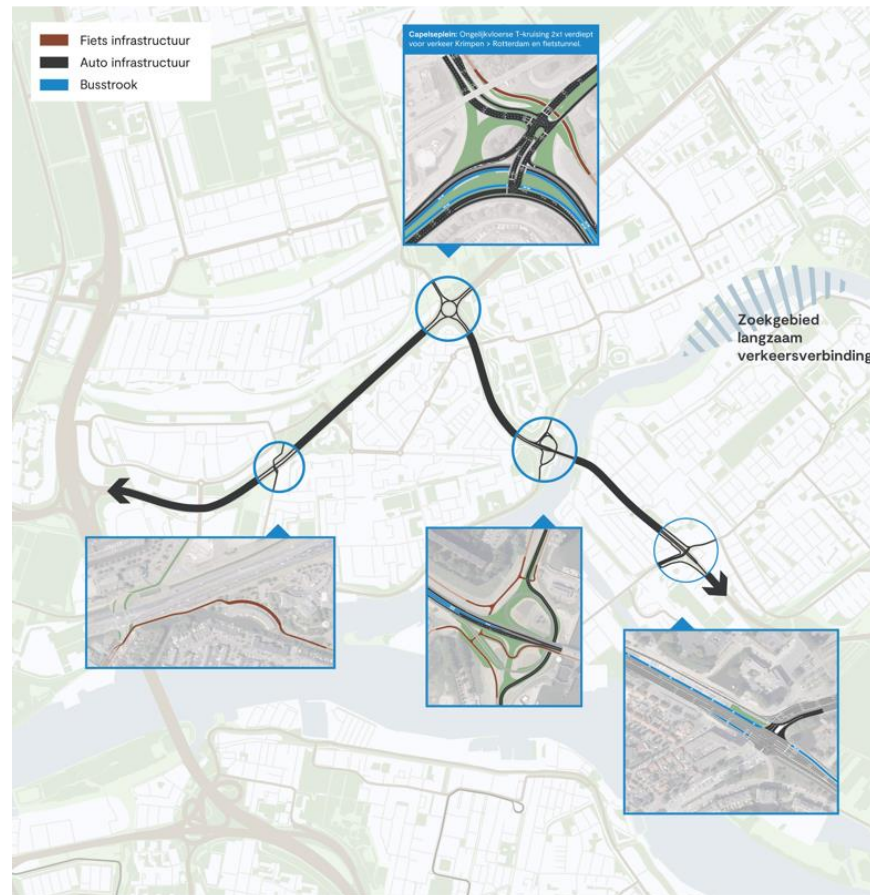 Fiets infrastructuur
Auto infrastructuur
Busstrook
Capelseplein: Ongelijkvloerse T-kruising 2x1 verdiept
voor verkeer Krimpen > Rotterdam en fietstunnel.
Zoekgebied
langzaam
verkeersverbinding